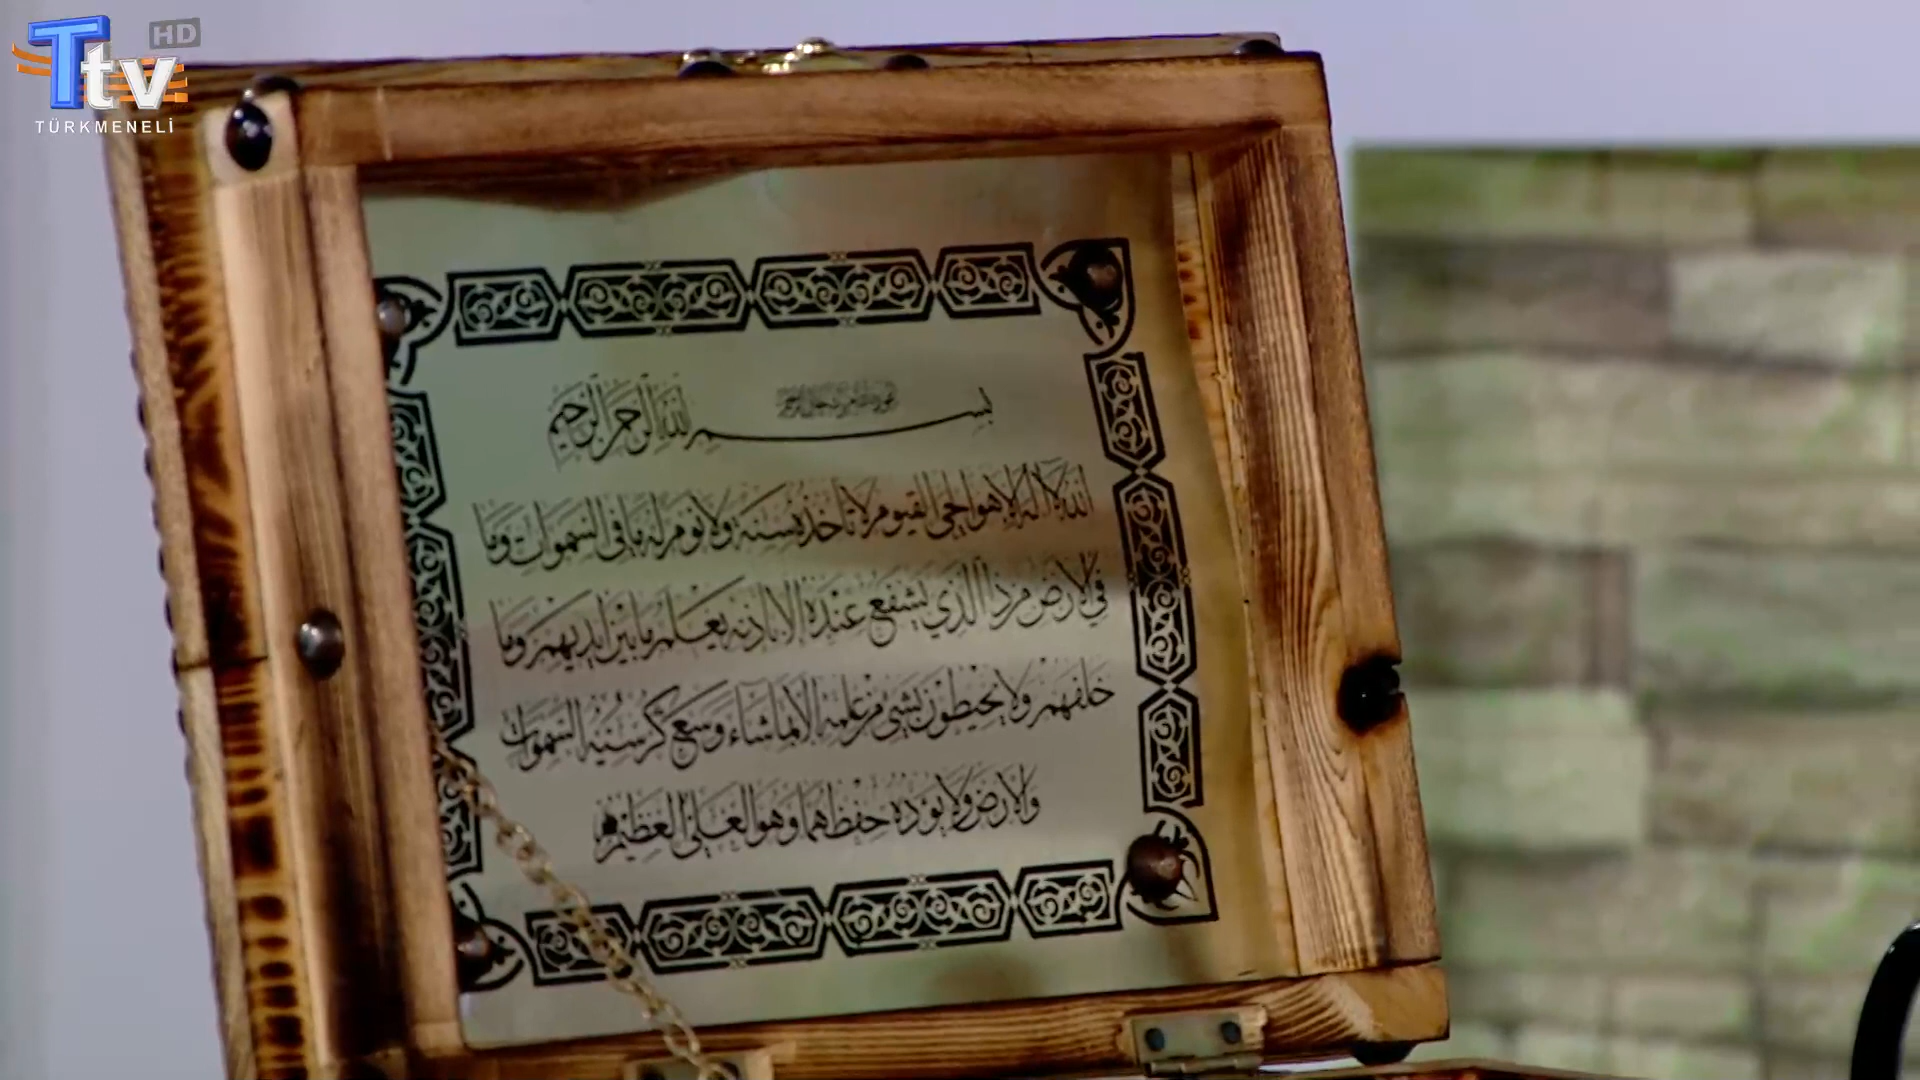 Ttv HD
TÜRKMENELİ
بسم الله الرحمن الرحيم
الله لا اله الا هو الحي القيوم لا تأخذه سنة ولا نوم له ما في السموات وما
في الارض من ذا الذي يشفع عنده الا باذنه يعلم ما بين ايديهم وما
خلفهم ولا يحيطون بشيء من علمه الا بما شاء وسع كرسيه السموات
والارض ولا يؤده حفظهما وهو العلي العظيم